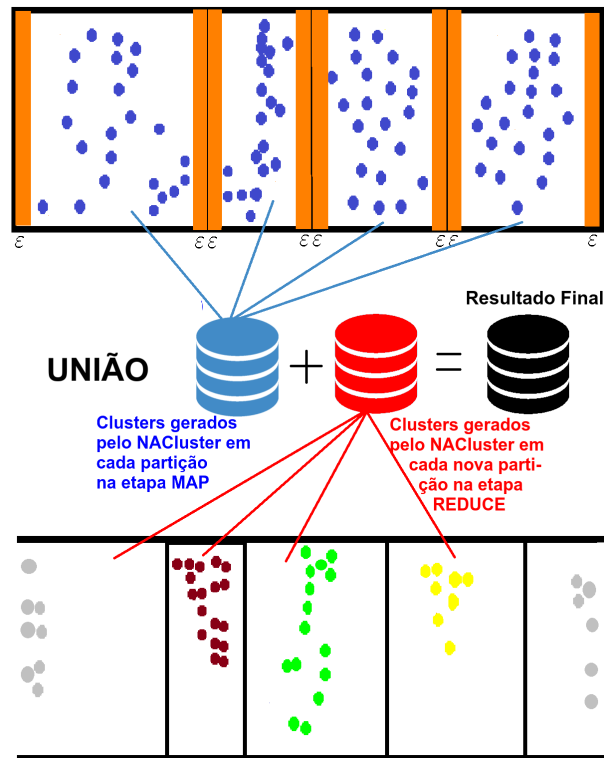 ε εε εε εε ε
Resultado Final
UNIÃO + =
Clusters gerados
pelo NACluster em
cada partição
na etapa MAP
Clusters gerados
pelo NACluster em
cada nova parti-
ção na etapa
REDUCE